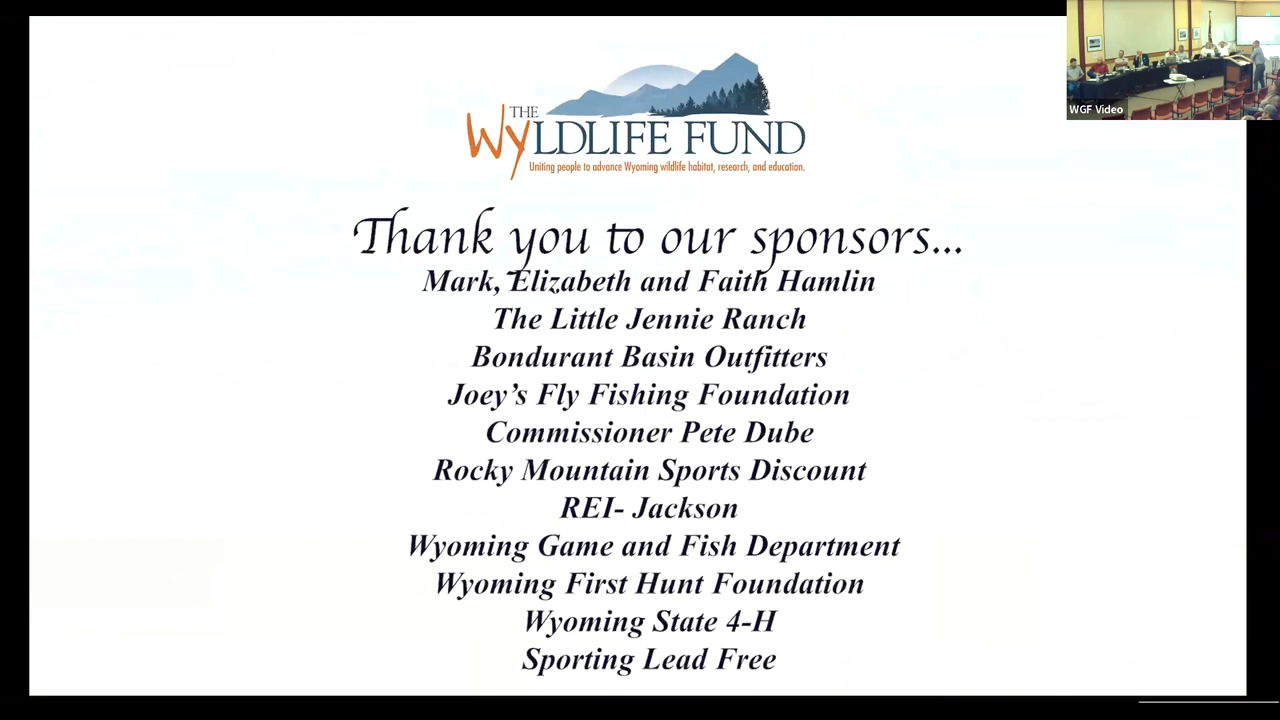 WGF Video
THE
WYLDLIFE FUND
Uniting people to advance Wyoming wildlife habitat, research, and education.
Thank you to our sponsors...
Mark, Elizabeth and Faith Hamlin
The Little Jennie Ranch
Bondurant Basin Outfitters
Joey's Fly Fishing Foundation
Commissioner Pete Dube
Rocky Mountain Sports Discount
REI- Jackson
Wyoming Game and Fish Department
Wyoming First Hunt Foundation
Wyoming State 4-H
Sporting Lead Free